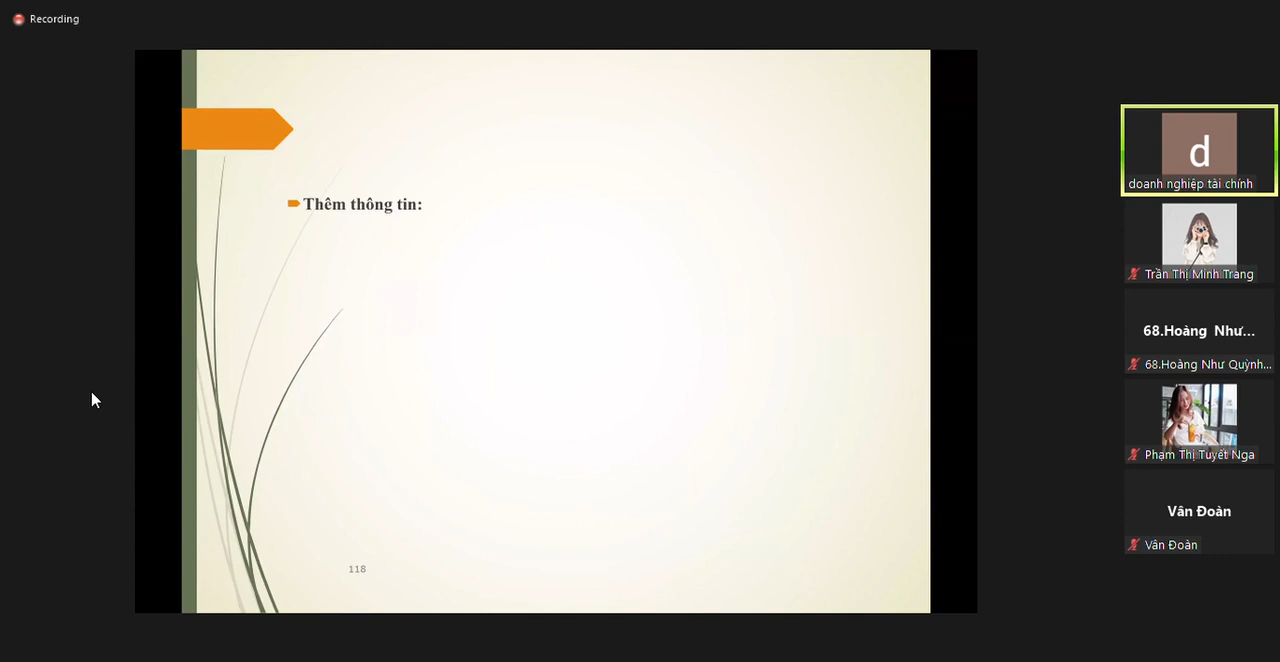 Recording
Thêm thông tin:
118
d
doanh nghiệp tài chính
Trần Thị Minh Trang
68.Hoàng Như...
68.Hoàng Như Quỳnh...
Phạm Thị Tuyết Nga
Vân Đoàn
Vân Đoàn